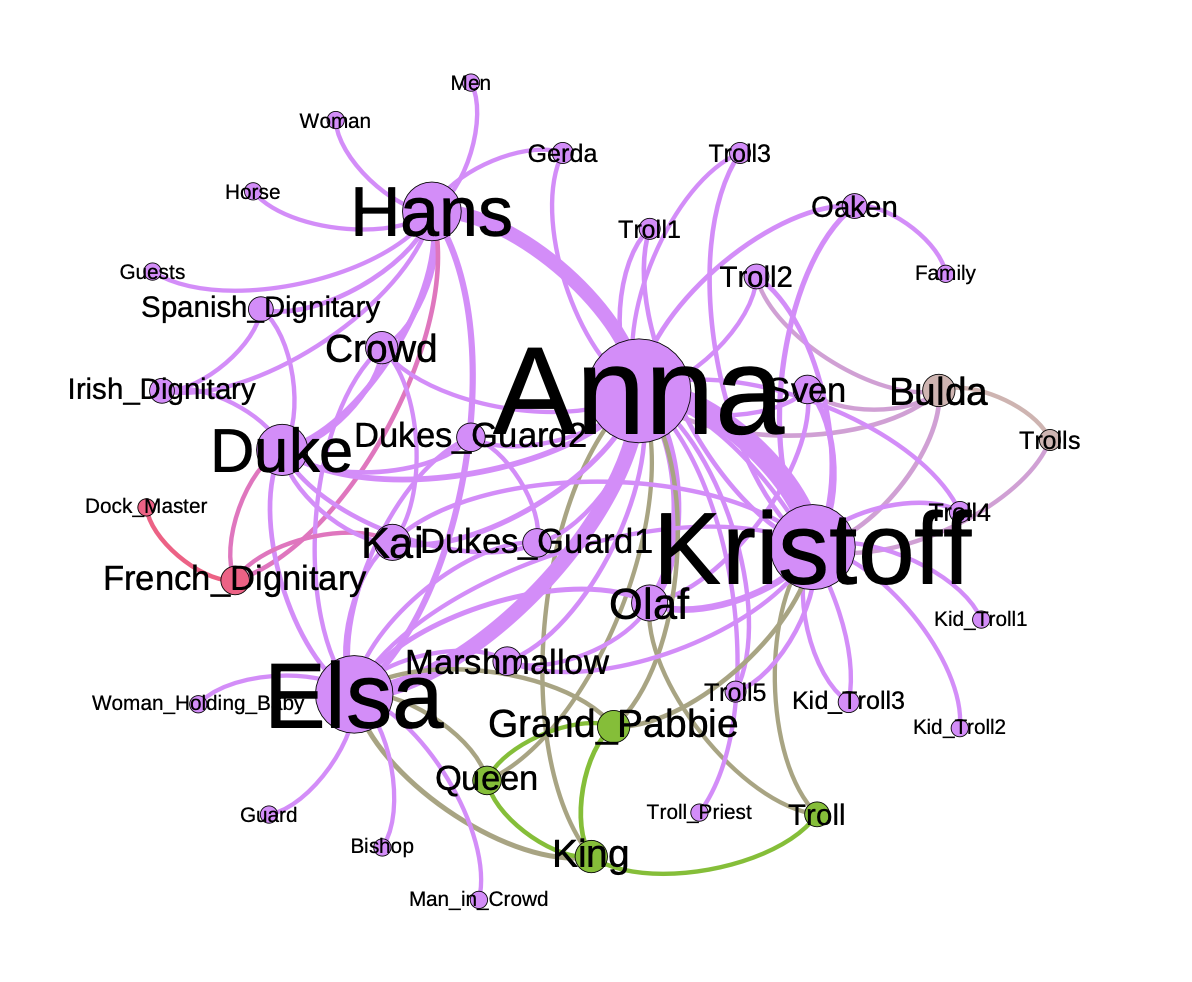 Men
Woman
Gerda
Troll3
Horse
Hans
Oaken
Troll1
Guests
Troll2
Family
Spanish_Dignitary
Crowd
Irish_Dignitary
Anna
Sven
Bulda
Duke
Dukes_Guard2
Trolls
Dock_Master
Troll4
Kai
Dukes_Guard1
Kristoff
French_Dignitary
Olaf
Kid_Troll1
Marshmallow
Woman_Holding_Baby
Elsa
Troll5
Kid_Troll3
Grand_Pabbie
Kid_Troll2
Queen
Guard
Troll_Priest
Troll
Bishop
King
Man_in_Crowd